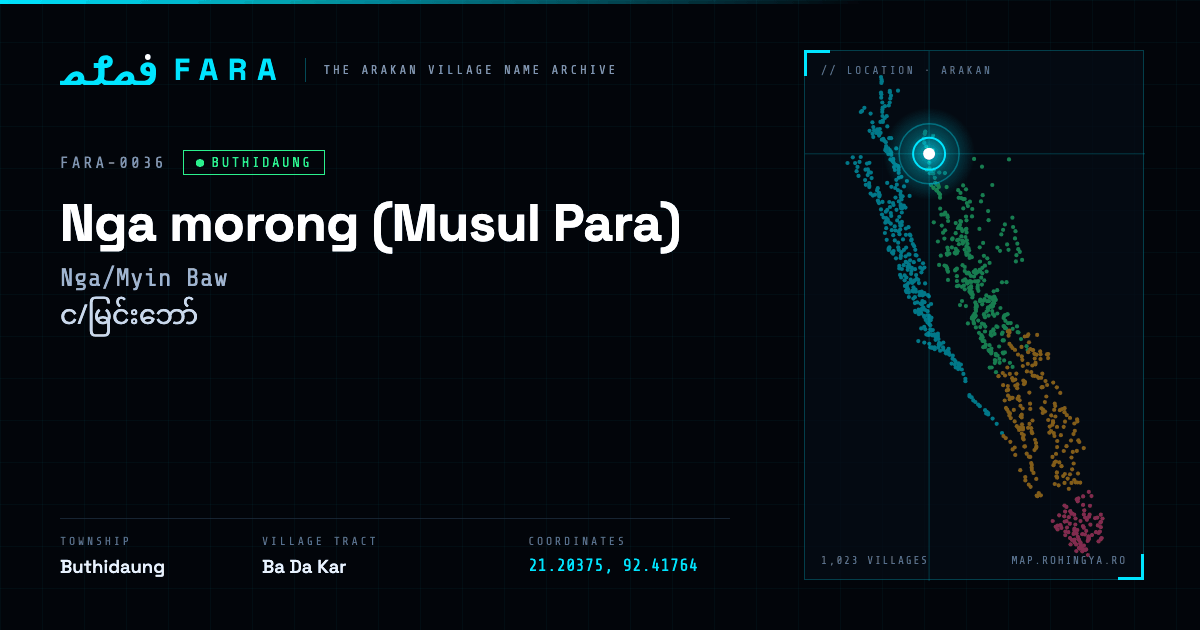 FARA
THE ARAKAN VILLAGE NAME ARCHIVE
FARA-0036
BUTHIDAUNG
Nga morong (Musul Para)
Nga/Myin Baw
င/မြင်းဘော်
TOWNSHIP
Buthidaung
VILLAGE TRACT
Ba Da Kar
COORDINATES
21.20375, 92.41764
// LOCATION · ARAKAN
1,023 VILLAGES
MAP.ROHINGYA.RO